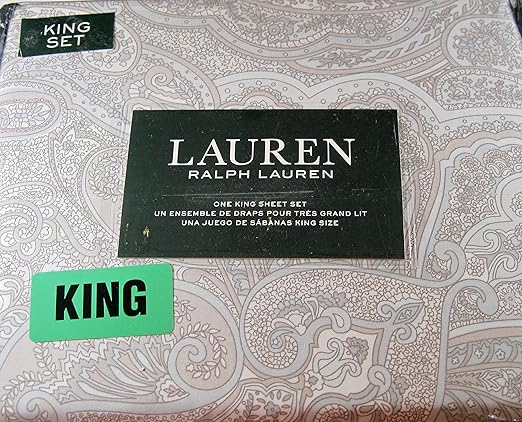 KING
SET
LAUREN
RALPH LAUREN
ONE KING SHEET SET
UN ENSEMBLE DE DRAPS POUR TRÈS GRAND LIT
UNA JUEGO DE SÁBANAS KING SIZE
KING